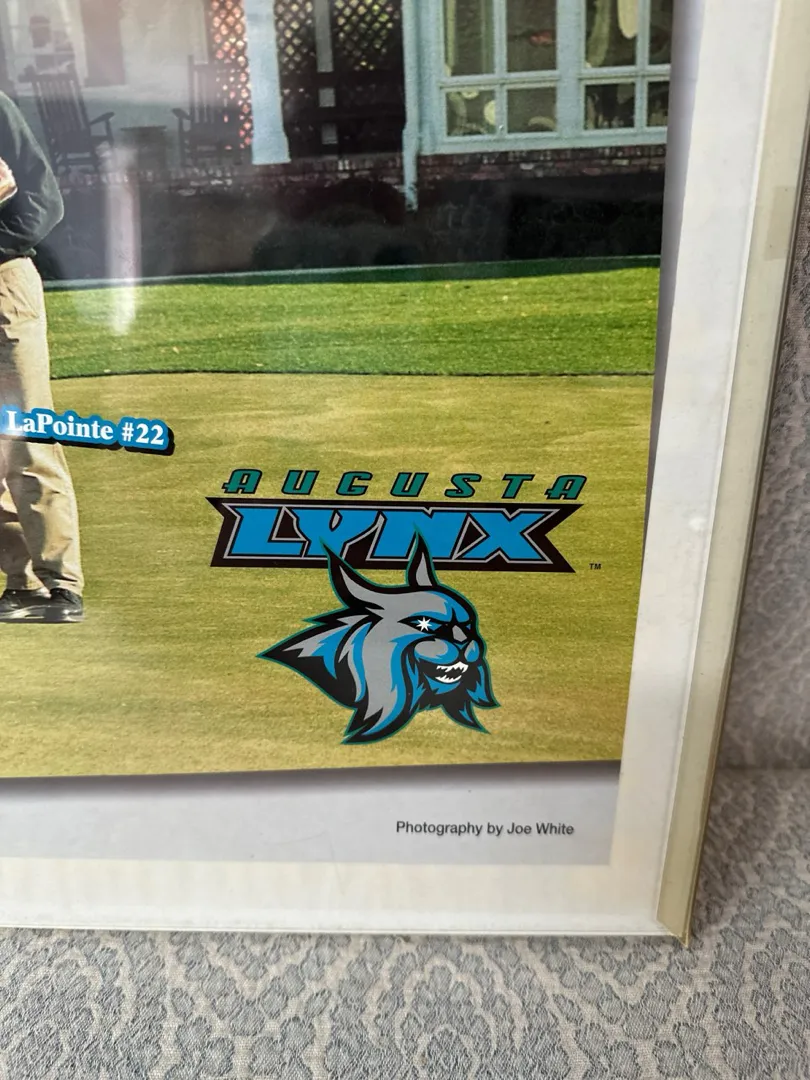 LaPointe #22
AUGUSTA
LYNX
TM
Photography by Joe White